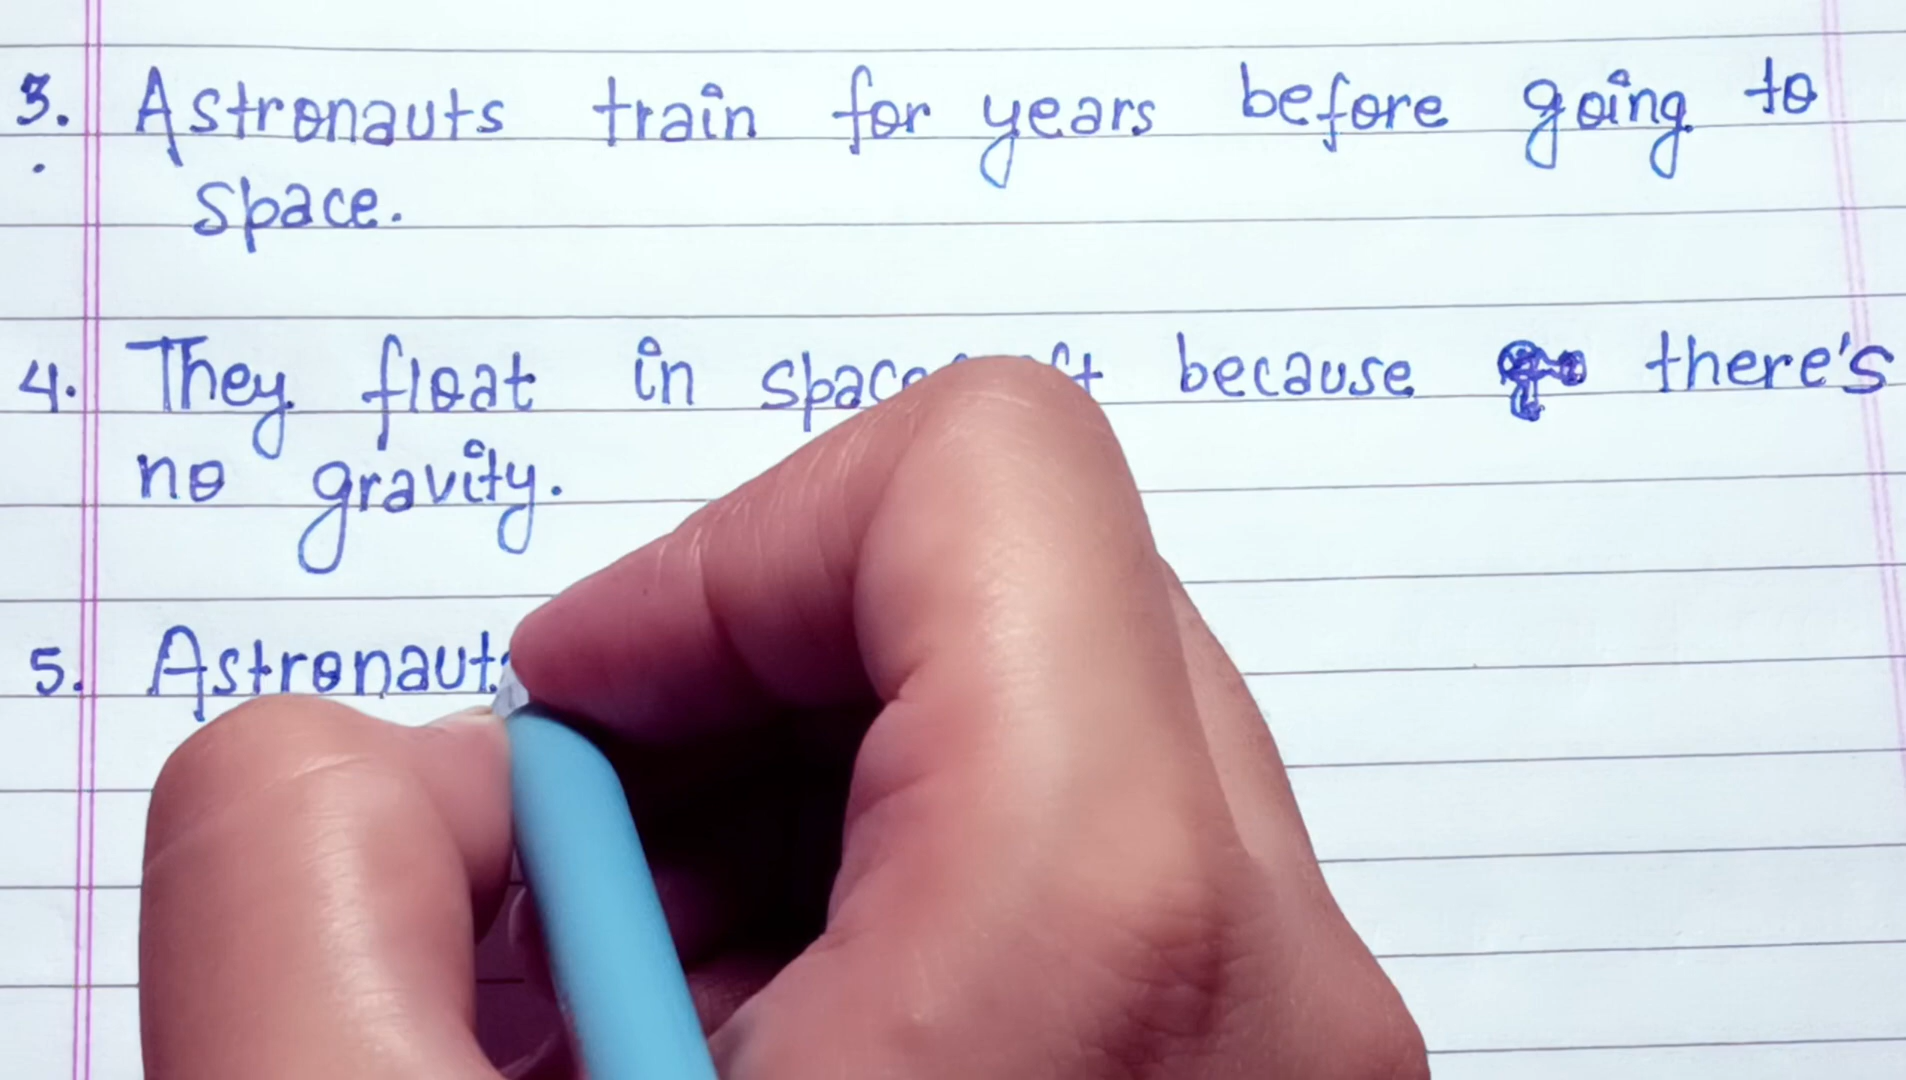 3. Astronauts train for years before going to
space.
4. They float in because there's
no gravity.
5. Astronaut